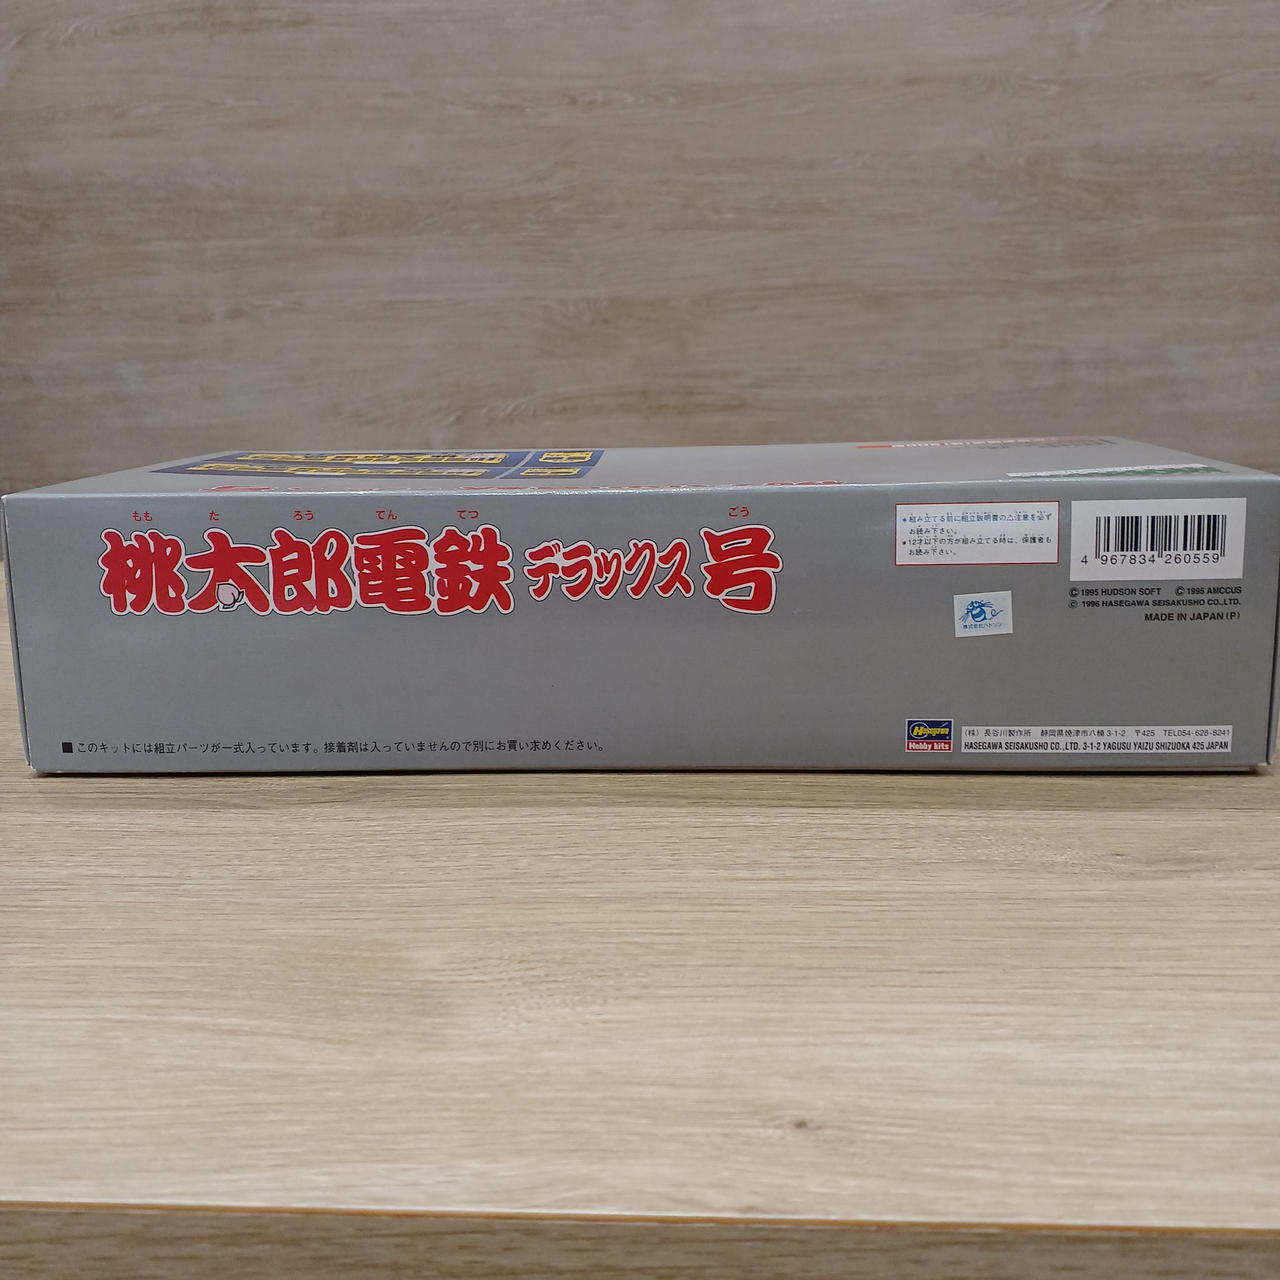 もも た ろう でん てつ ごう
桃太郎電鉄デラックス号
●組み立てる前に組立説明書の⚠注意を必ず
お読み下さい。
●12才以下の方が組み立てる時は、保護者も
お読み下さい。
4 967834 260559
©1995 HUDSON SOFT ©1995 AMCCUS
© 1996 HASEGAWA SEISAKUSHO CO.,LTD.
MADE IN JAPAN (P)
株式会社ハドソン
■このキットには組立パーツが一式入っています。接着剤は入っていませんので別にお買い求めください。
Hasegawa
Hobby kits
(株)長谷川製作所 静岡県焼津市八楠3-1-2 〒425 TEL054-628-8241
HASEGAWA SEISAKUSHO CO.,LTD. 3-1-2 YAGUSU YAIZU SHIZUOKA 425 JAPAN